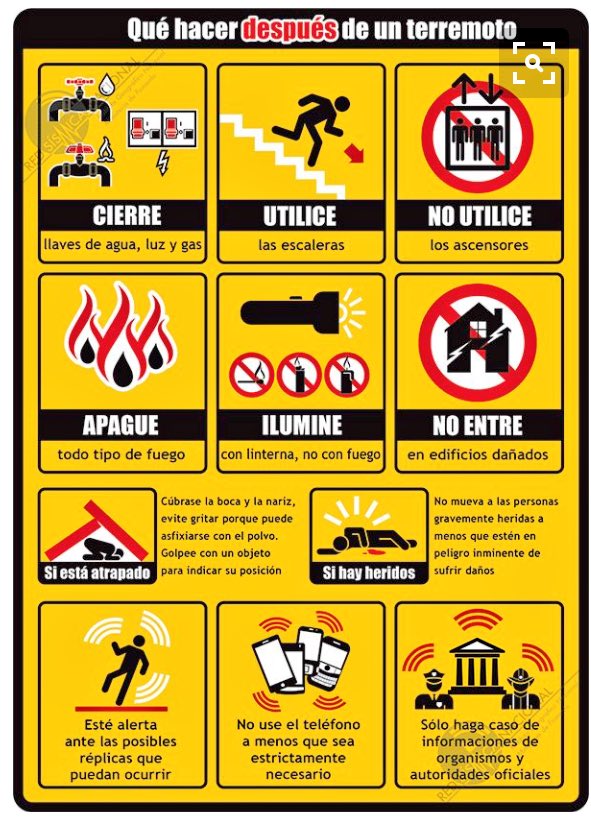 Qué hacer después de un terremoto
CIERRE
llaves de agua, luz y gas
UTILICE
las escaleras
NO UTILICE
los ascensores
APAGUE
todo tipo de fuego
ILUMINE
con linterna, no con fuego
NO ENTRE
en edificios dañados
Si está atrapado
Cúbrase la boca y la nariz,
evite gritar porque puede
asfixiarse con el polvo.
Golpee con un objeto
para indicar su posición
Si hay heridos
No mueva a las personas
gravemente heridas a
menos que estén en
peligro inminente de
sufrir daños
Esté alerta
ante las posibles
réplicas que
puedan ocurrir
No use el teléfono
a menos que sea
estrictamente
necesario
Sólo haga caso de
informaciones de
organismos y
autoridades oficiales